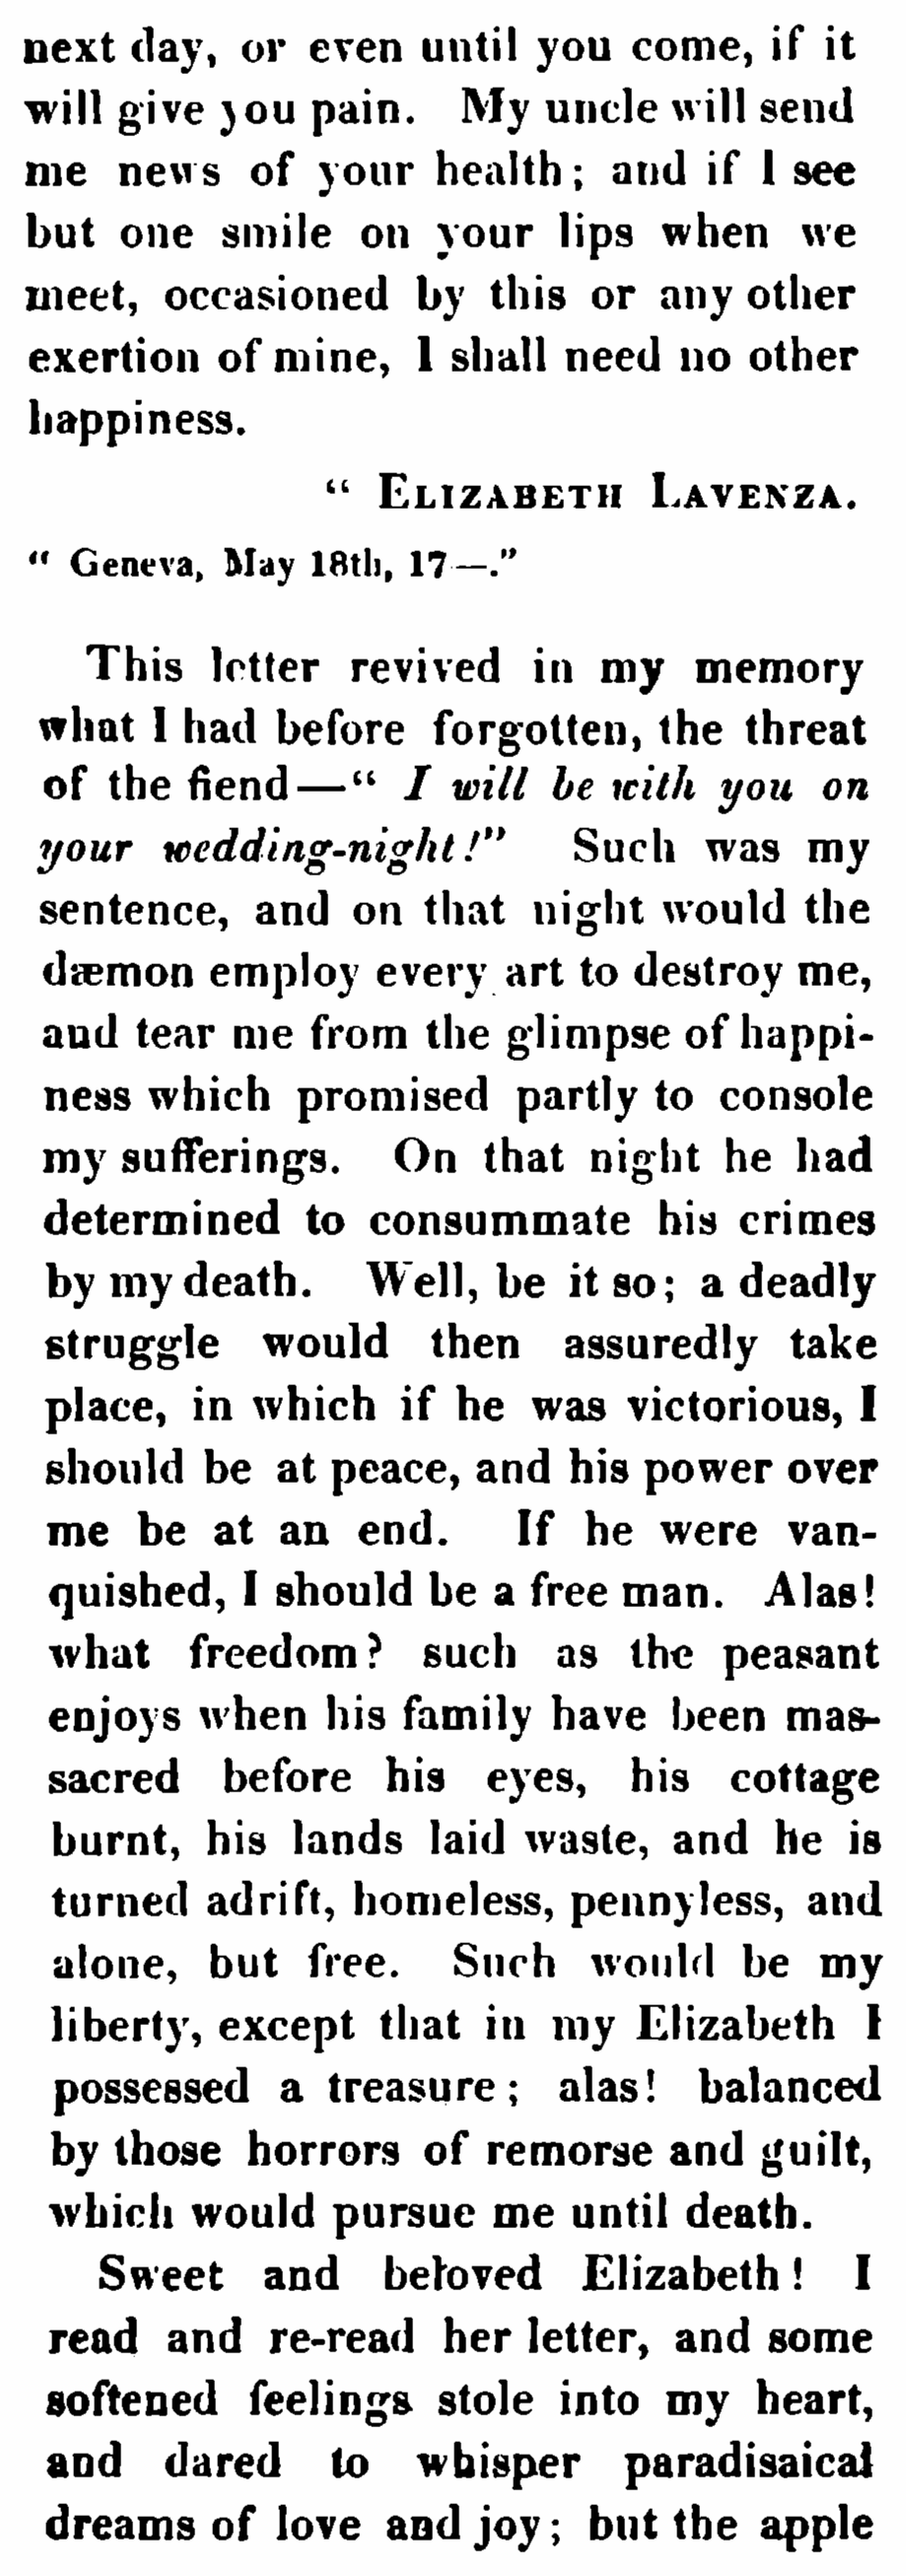 next day, or even until you come, if it
will give you pain. My uncle will send
me news of your health; and if I see
but one smile on your lips when we
meet, occasioned by this or any other
exertion of mine, I shall need no other
happiness.
“ Elizabeth Lavenza.
“ Geneva, May 18th, 17—.”
This letter revived in my memory
what I had before forgotten, the threat
of the fiend—“ I will be with you on
your wedding-night!” Such was my
sentence, and on that night would the
dæmon employ every art to destroy me,
and tear me from the glimpse of happi-
ness which promised partly to console
my sufferings. On that night he had
determined to consummate his crimes
by my death. Well, be it so; a deadly
struggle would then assuredly take
place, in which if he was victorious, I
should be at peace, and his power over
me be at an end. If he were van-
quished, I should be a free man. Alas!
what freedom? such as the peasant
enjoys when his family have been mas-
sacred before his eyes, his cottage
burnt, his lands laid waste, and he is
turned adrift, homeless, pennyless, and
alone, but free. Such would be my
liberty, except that in my Elizabeth I
possessed a treasure; alas! balanced
by those horrors of remorse and guilt,
which would pursue me until death.
Sweet and beloved Elizabeth! I
read and re-read her letter, and some
softened feelings stole into my heart,
and dared to whisper paradisaical
dreams of love and joy; but the apple